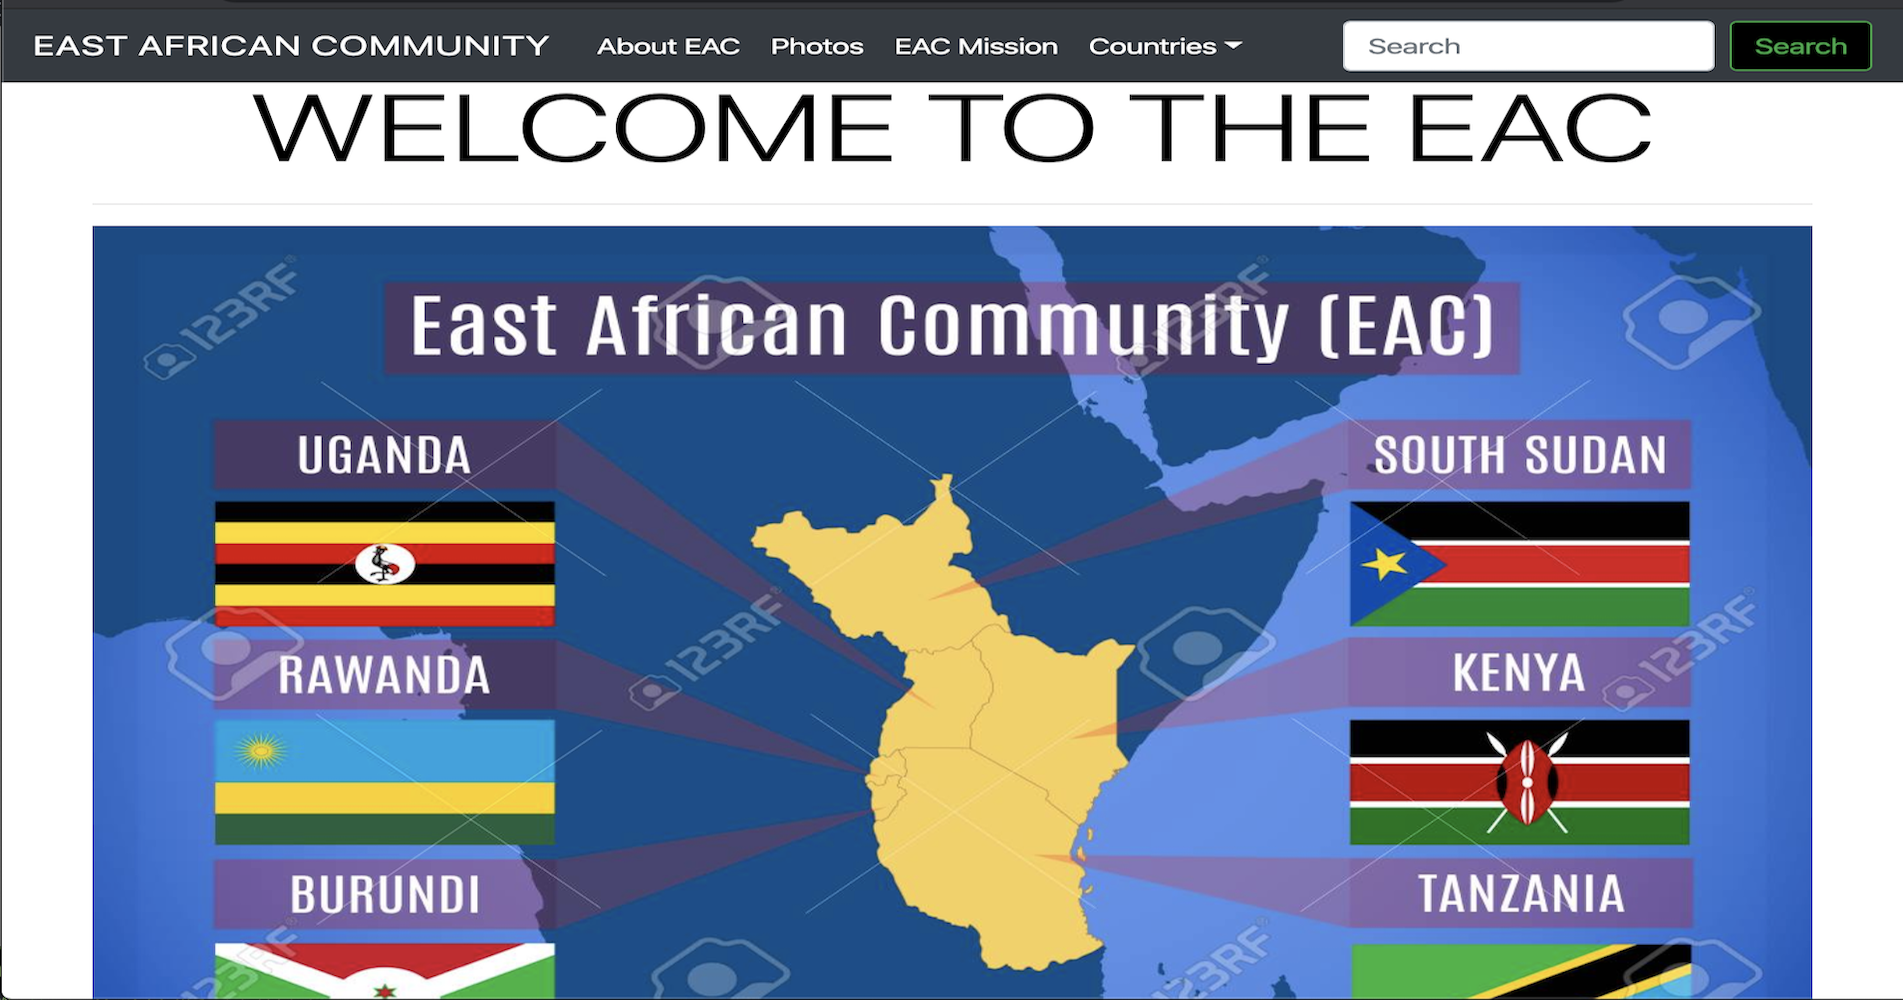 EAST AFRICAN COMMUNITY About EAC Photos EAC Mission Countries Search Search
WELCOME TO THE EAC
East African Community (EAC)
UGANDA
SOUTH SUDAN
RAWANDA
KENYA
BURUNDI
TANZANIA
123RF®
123RF®
123RF®
123RF®
123RF®
123RF®